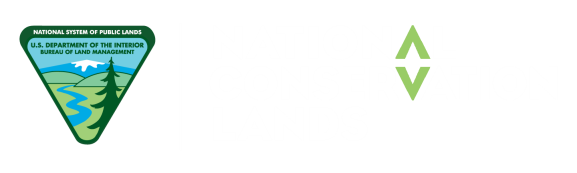 NATIONAL SYSTEM OF PUBLIC LANDS
U.S. DEPARTMENT OF THE INTERIOR
BUREAU OF LAND MANAGEMENT